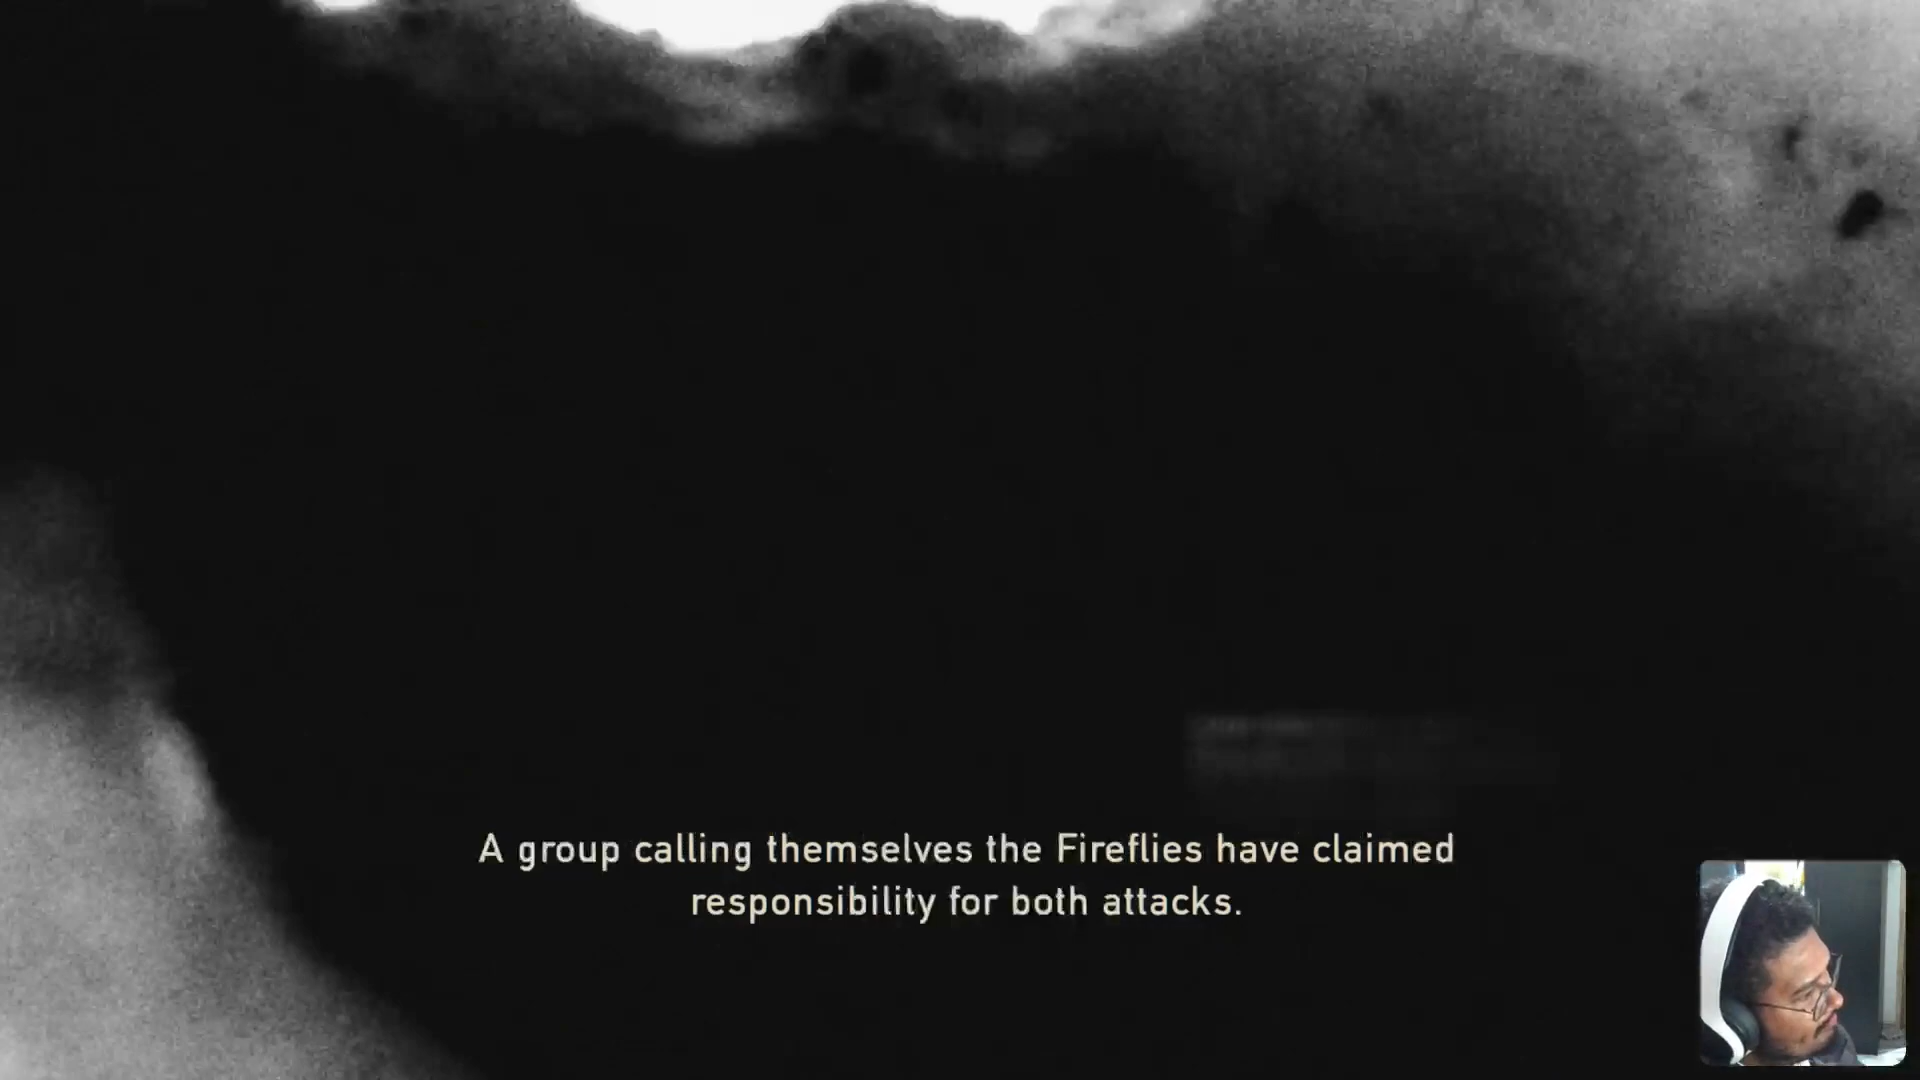 A group calling themselves the Fireflies have claimed
responsibility for both attacks.